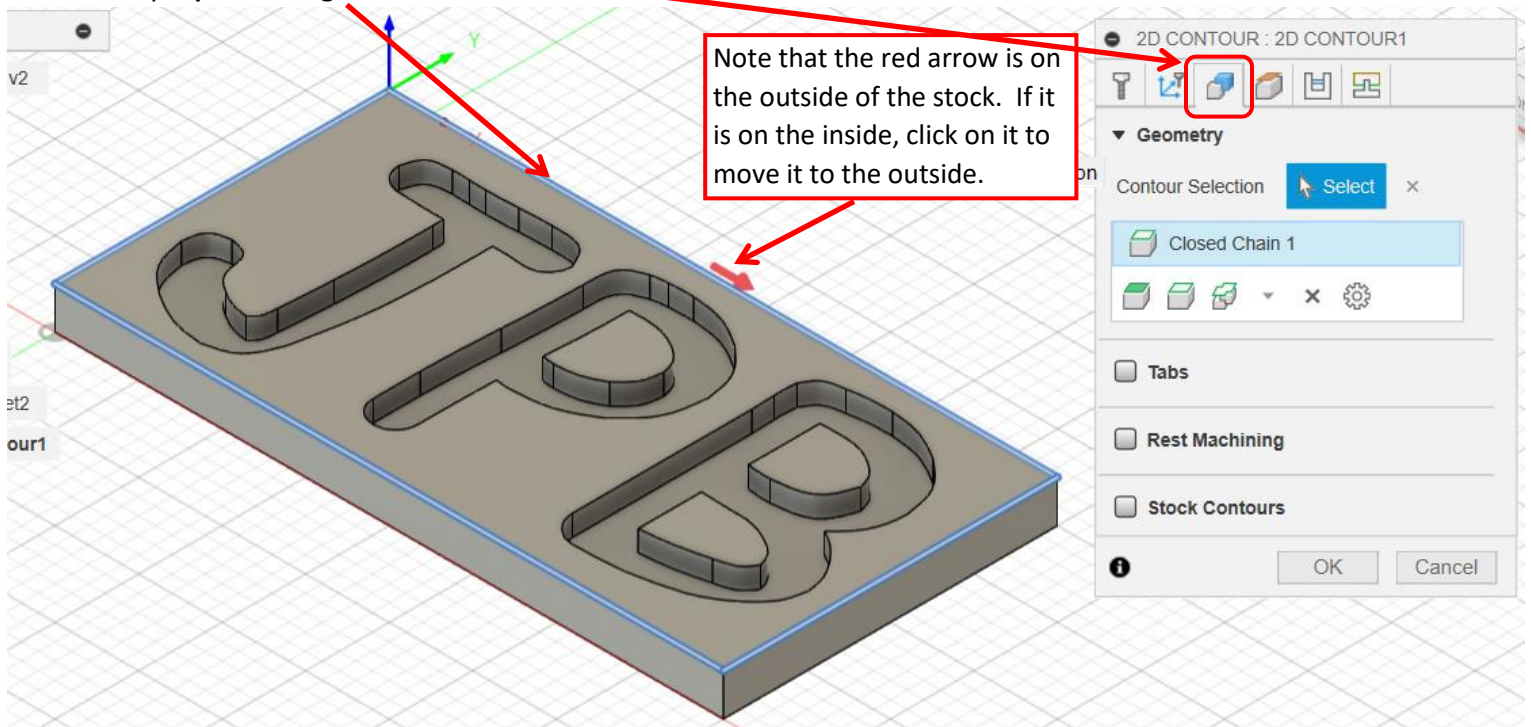 v2
Y
Note that the red arrow is on
the outside of the stock. If it
is on the inside, click on it to
move it to the outside.
2D CONTOUR : 2D CONTOUR1
Geometry
on
Contour Selection
Select
Closed Chain 1
Tabs
et2
our1
Rest Machining
Stock Contours
OK
Cancel
JPB